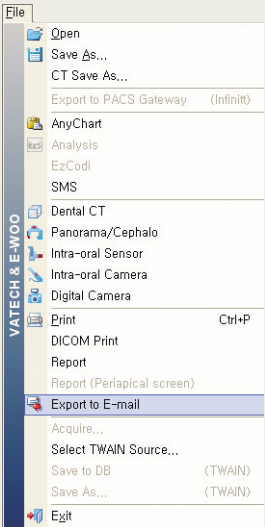 File
Open
Save As...
CT Save As...
Export to PACS Gateway (Infinitt)
AnyChart
Analysis
EzCodi
SMS
Dental CT
Panorama/Cephalo
Intra-oral Sensor
Intra-oral Camera
Digital Camera
Print Ctrl+P
DICOM Print
Report
Report (Periapical screen)
Export to E-mail
Acquire...
Select TWAIN Source...
Save to DB (TWAIN)
Save As... (TWAIN)
Exit
VATECH & E-WOO